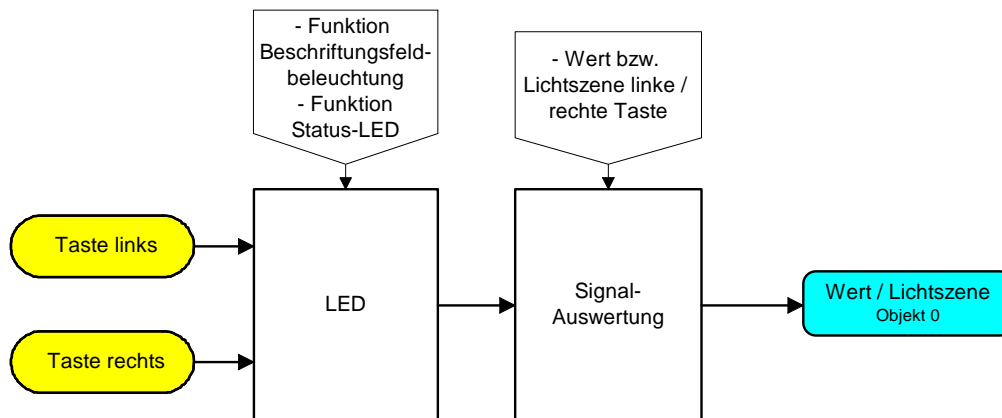 - Funktion
Beschriftungsfeld-
beleuchtung
- Funktion
Status-LED
- Wert bzw.
Lichtszene linke /
rechte Taste
Taste links
Taste rechts
LED
Signal-
Auswertung
Wert / Lichtszene
Objekt 0